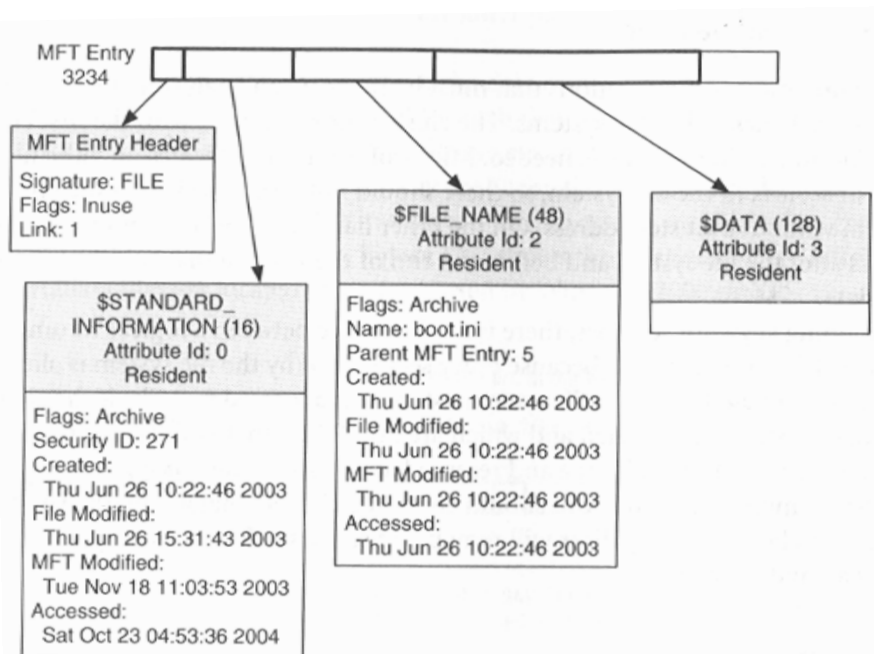 MFT Entry
3234
MFT Entry Header
Signature: FILE
Flags: Inuse
Link: 1
$STANDARD_
INFORMATION (16)
Attribute Id: 0
Resident
Flags: Archive
Security ID: 271
Created:
Thu Jun 26 10:22:46 2003
File Modified:
Thu Jun 26 15:31:43 2003
MFT Modified:
Tue Nov 18 11:03:53 2003
Accessed:
Sat Oct 23 04:53:36 2004
$FILE_NAME (48)
Attribute Id: 2
Resident
Flags: Archive
Name: boot.ini
Parent MFT Entry: 5
Created:
Thu Jun 26 10:22:46 2003
File Modified:
Thu Jun 26 10:22:46 2003
MFT Modified:
Thu Jun 26 10:22:46 2003
Accessed:
Thu Jun 26 10:22:46 2003
$DATA (128)
Attribute Id: 3
Resident